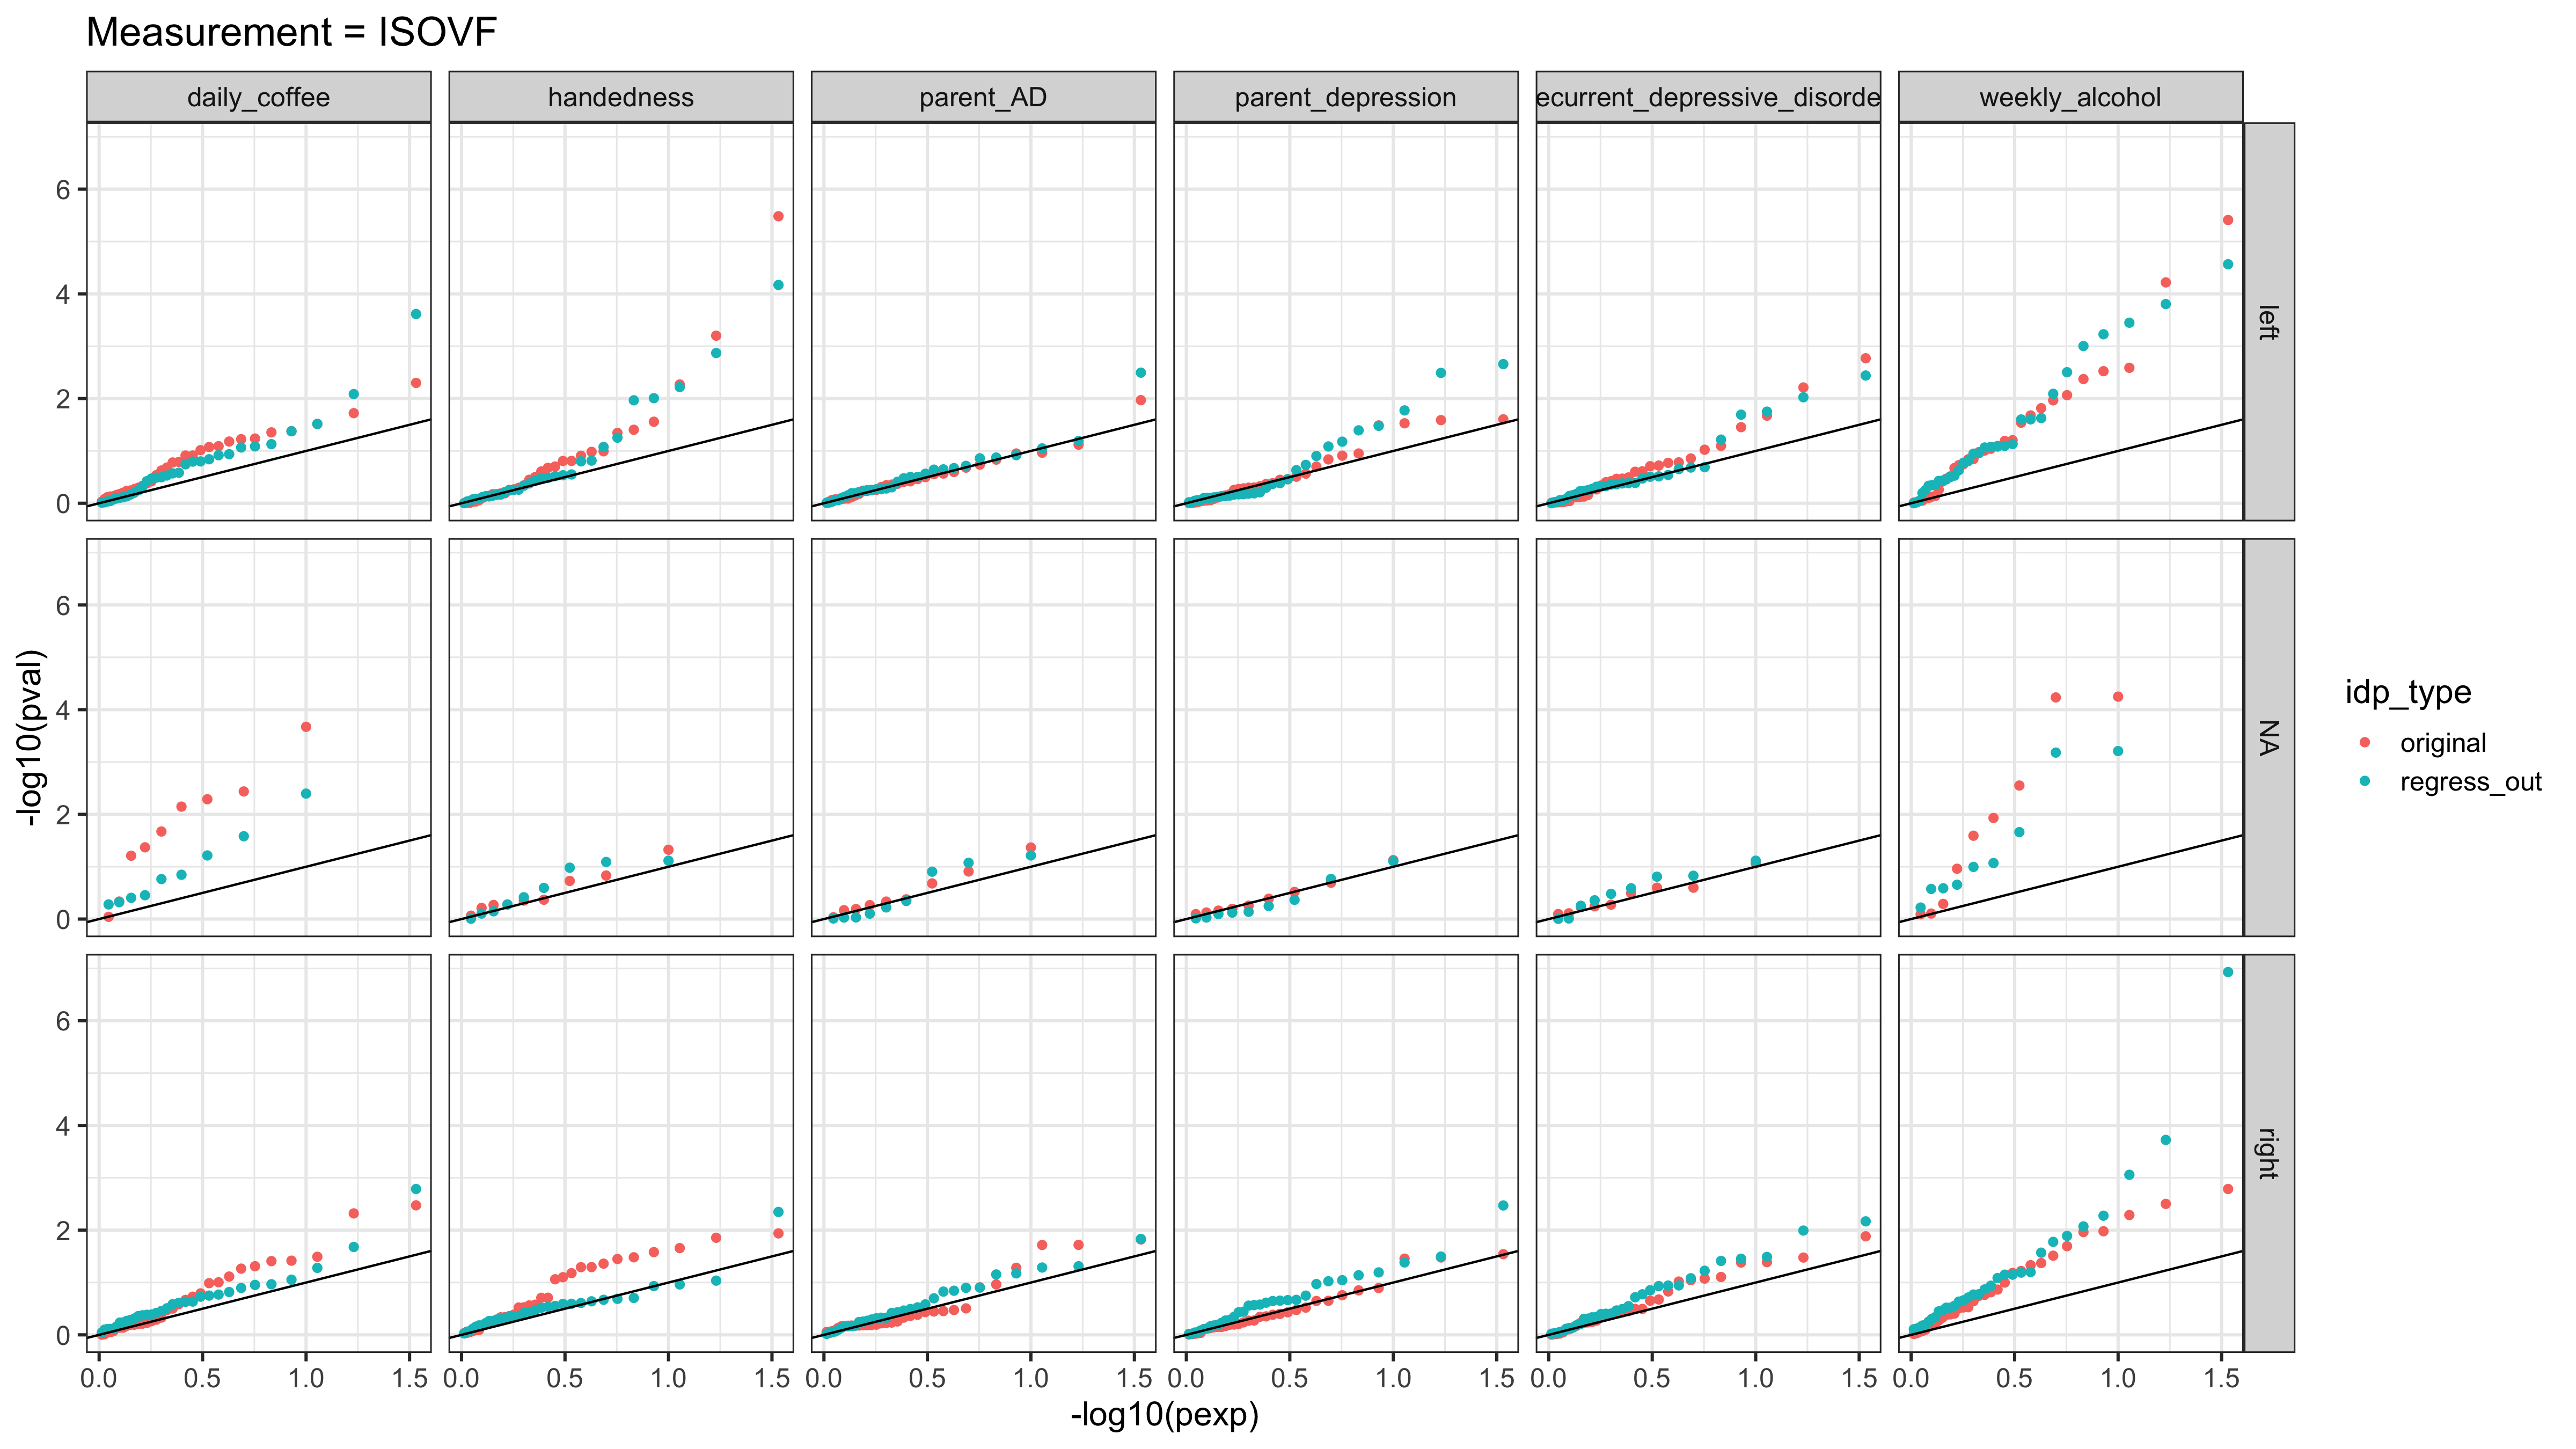 Measurement = ISOVF
daily_coffee handedness parent_AD parent_depression ecurrent_depressive_disorde weekly_alcohol
6
4
2
0
left
6
4
2
0
NA
6
4
2
0
right
-log10(pval)
0.0 0.5 1.0 1.5 0.0 0.5 1.0 1.5 0.0 0.5 1.0 1.5 0.0 0.5 1.0 1.5 0.0 0.5 1.0 1.5 0.0 0.5 1.0 1.5
-log10(pexp)
idp_type
original
regress_out